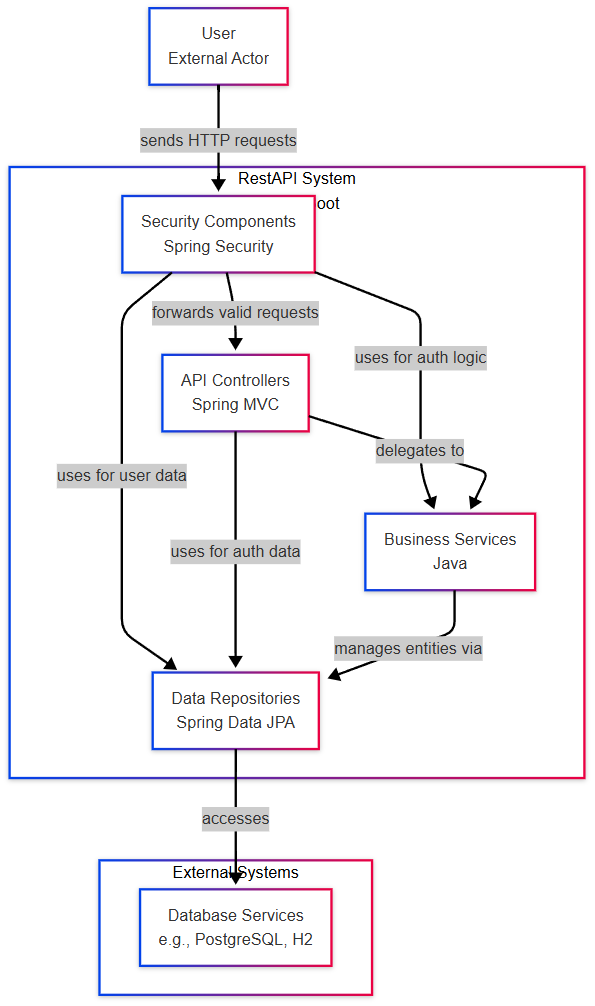 User
External Actor
sends HTTP requests
RestAPI System
oot
Security Components
Spring Security
forwards valid requests
uses for auth logic
API Controllers
Spring MVC
delegates to
uses for user data
Business Services
Java
uses for auth data
manages entities via
Data Repositories
Spring Data JPA
accesses
External Systems
Database Services
e.g., PostgreSQL, H2